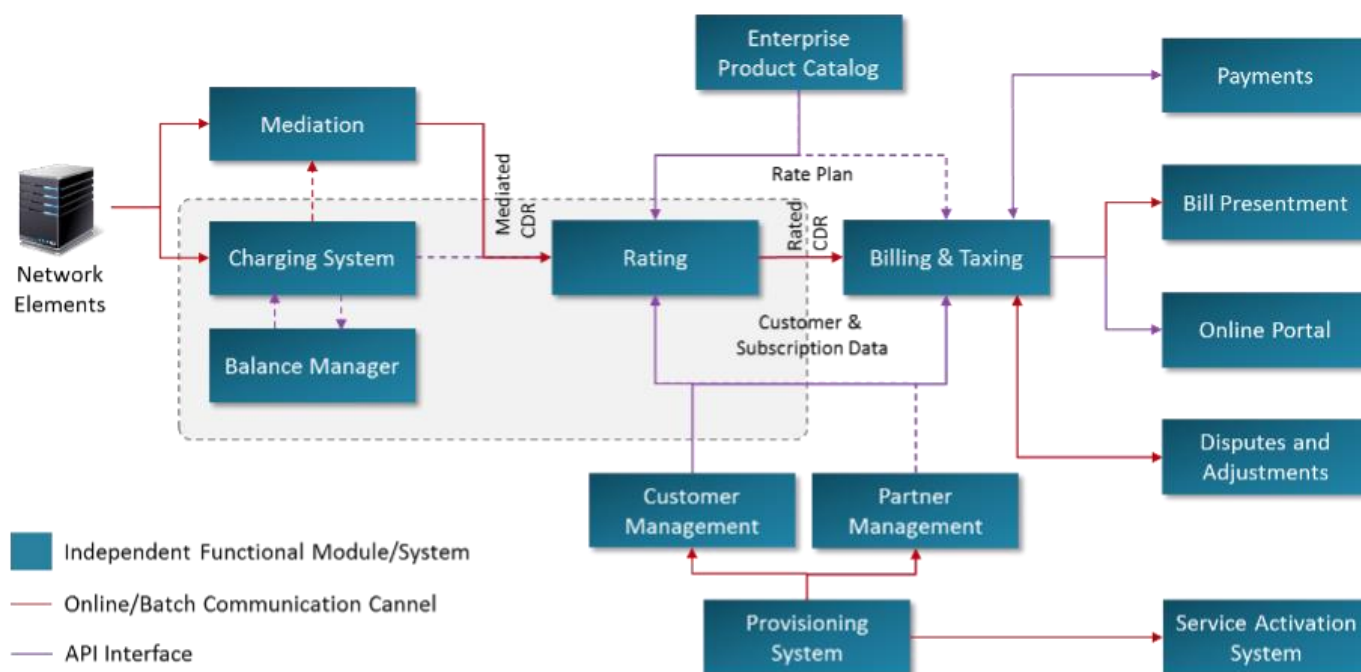 Enterprise
Product Catalog
Payments
Mediation
Mediated
CDR
Rate Plan
Bill Presentment
Network
Elements
Charging System
Rating
Rated
CDR
Billing & Taxing
Customer &
Subscription Data
Online Portal
Balance Manager
Disputes and
Adjustments
Customer
Management
Partner
Management
Independent Functional Module/System
Online/Batch Communication Cannel
API Interface
Provisioning
System
Service Activation
System